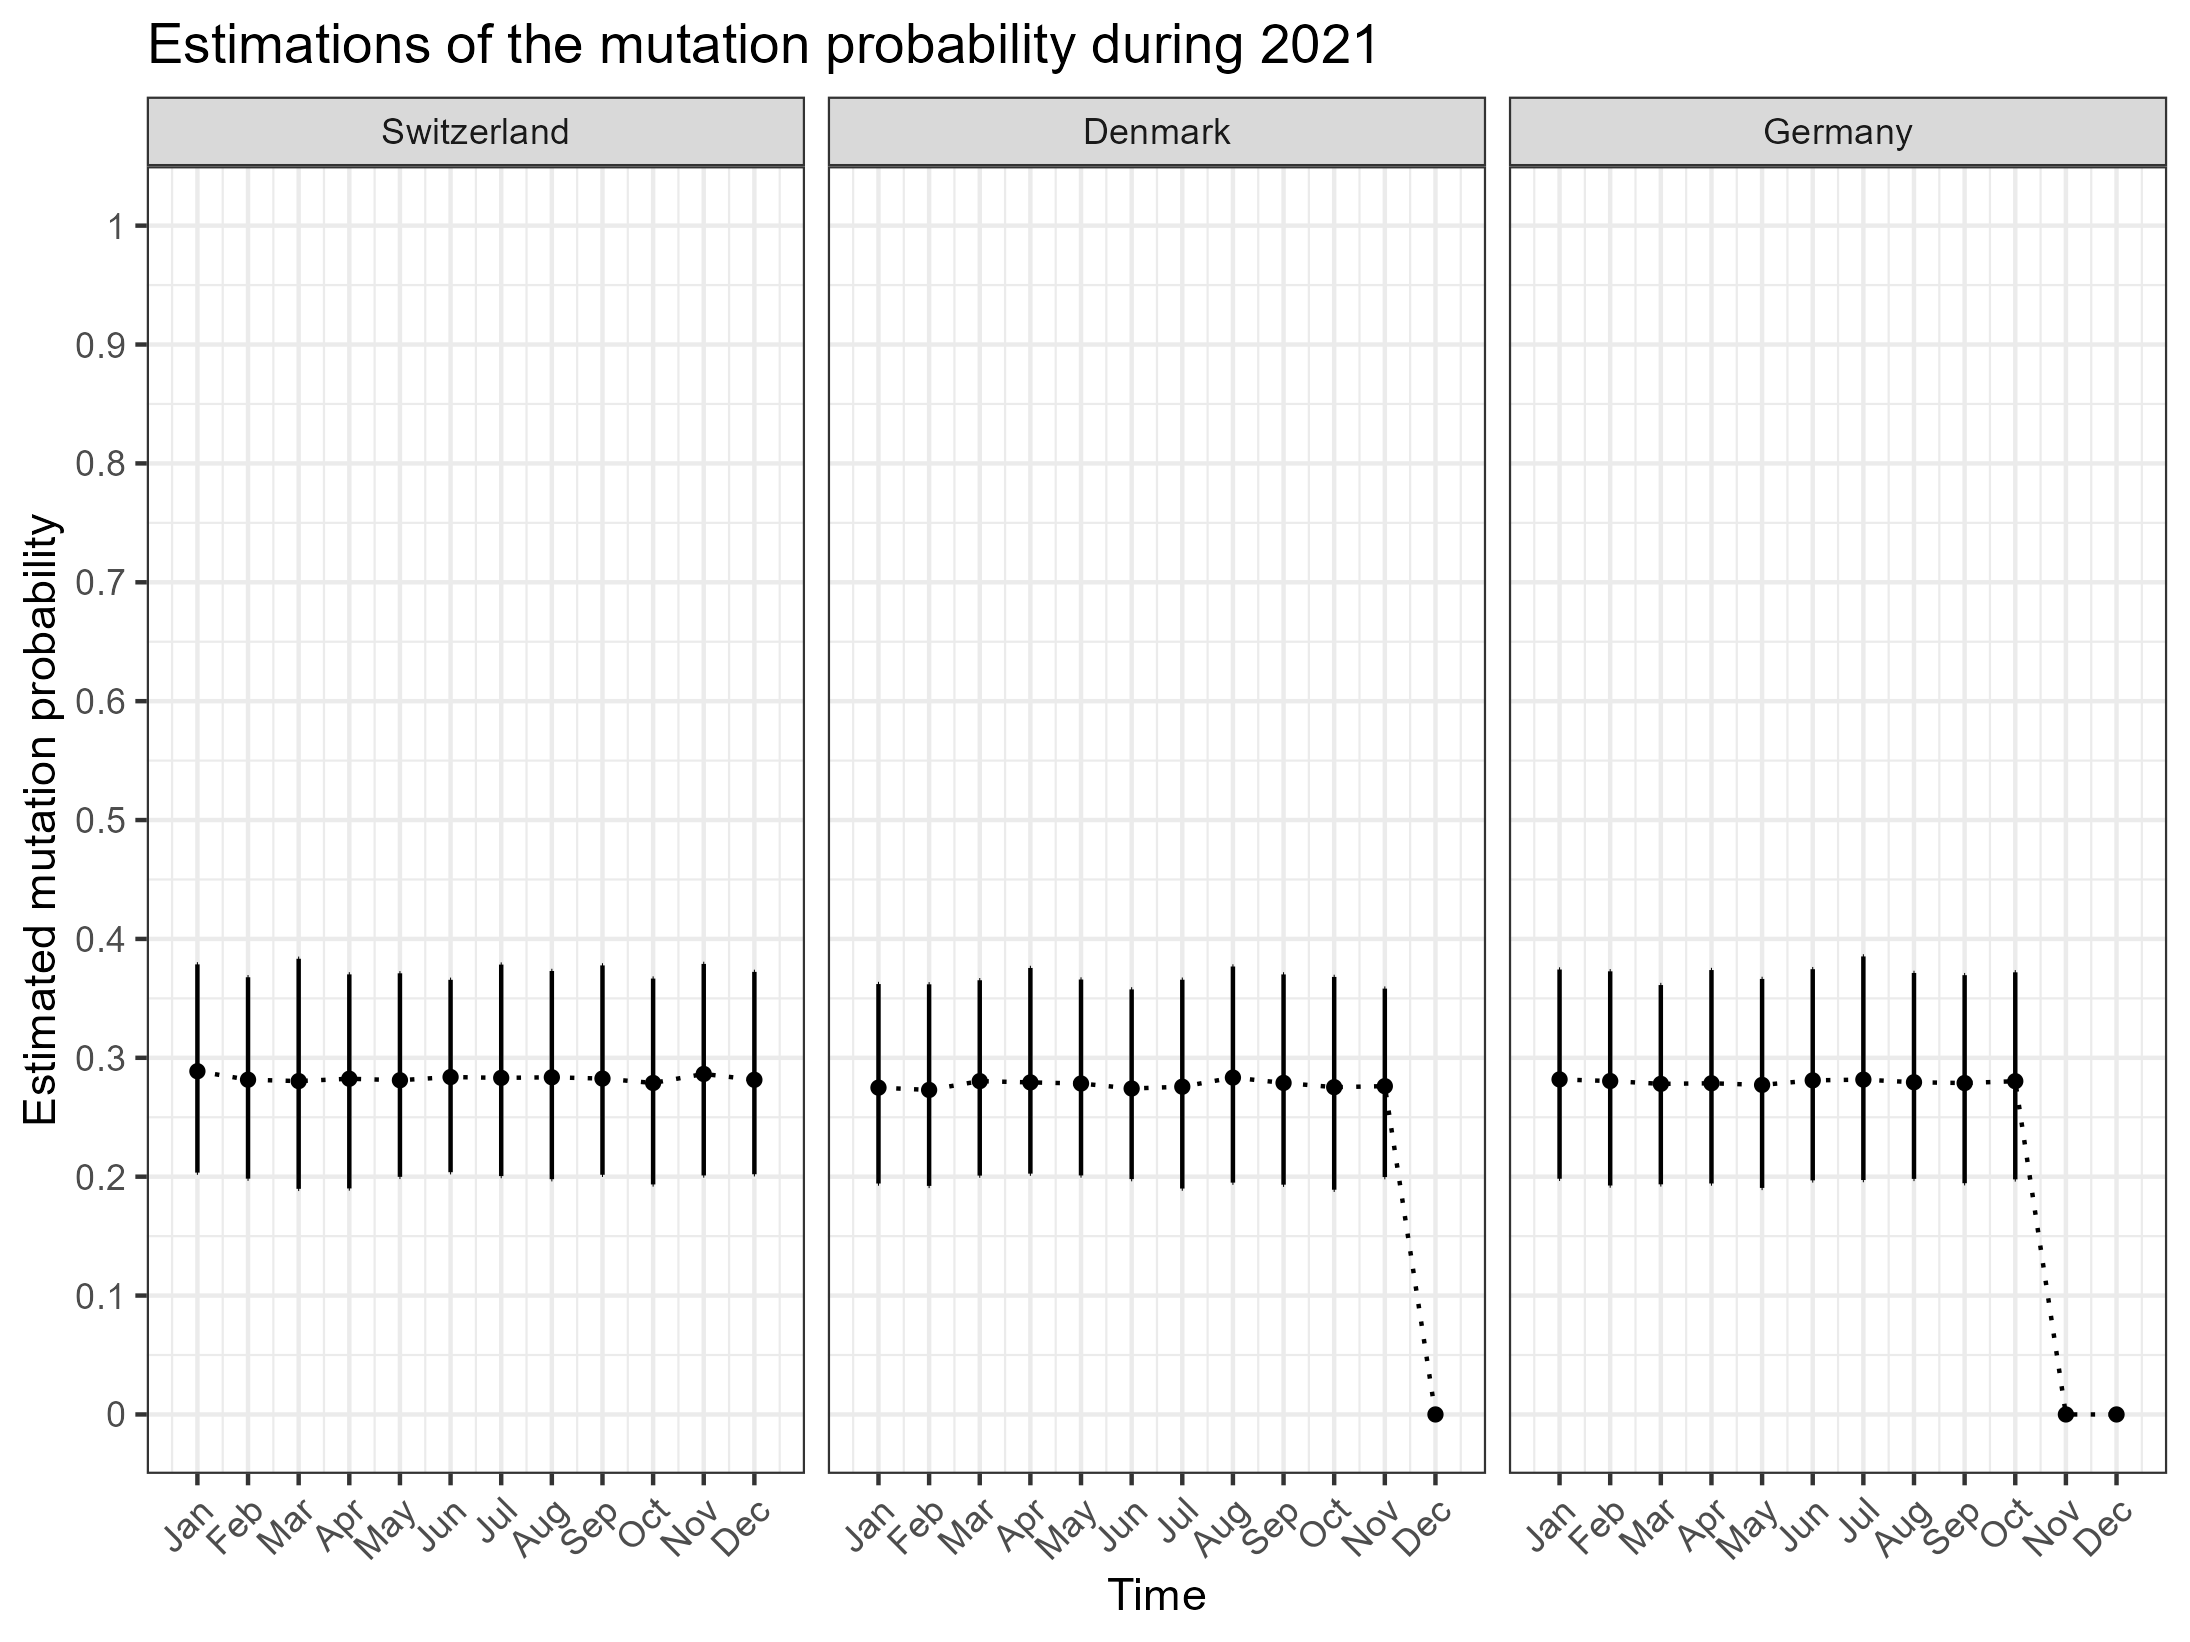 Estimations of the mutation probability during 2021
Switzerland Denmark Germany
Estimated mutation probability
1
0.9
0.8
0.7
0.6
0.5
0.4
0.3
0.2
0.1
0
Jan Feb Mar Apr May Jun Jul Aug Sep Oct Nov Dec Jan Feb Mar Apr May Jun Jul Aug Sep Oct Nov Dec Jan Feb Mar Apr May Jun Jul Aug Sep Oct Nov Dec
Time